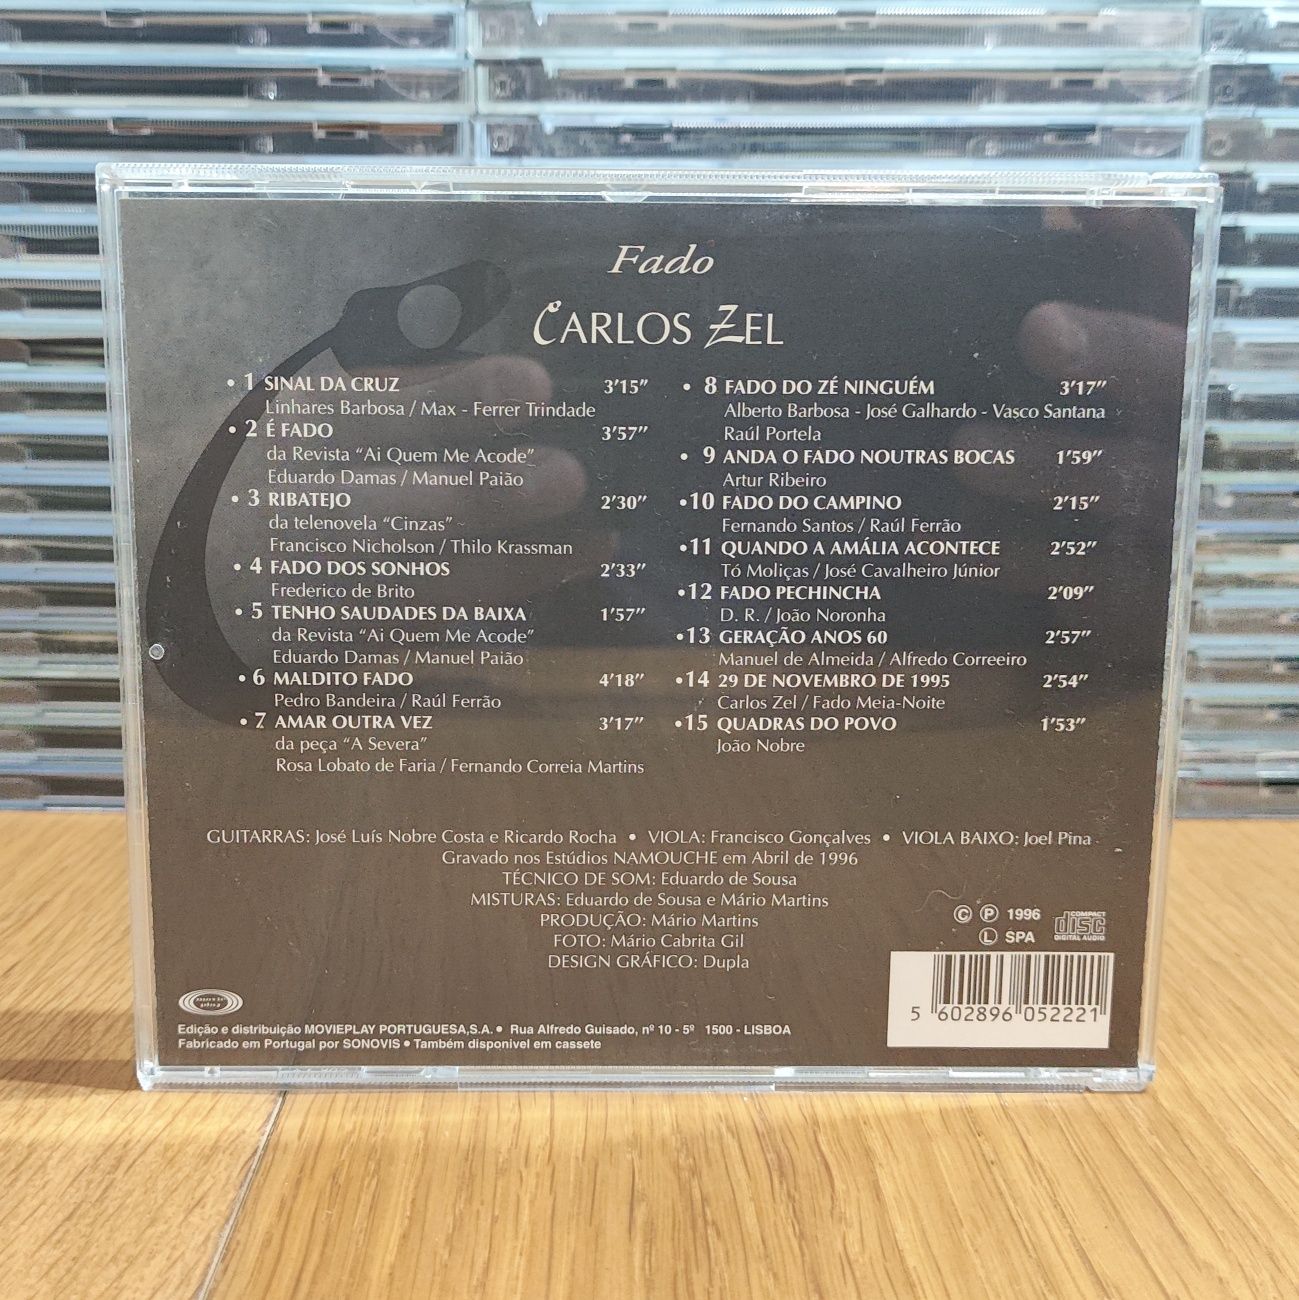 Fado
CARLOS ZEL
• 1 SINAL DA CRUZ 3’15”
Linhares Barbosa / Max - Ferrer Trindade
• 2 É FADO 3’57”
da Revista “Ai Quem Me Acode”
Eduardo Damas / Manuel Paião
• 3 RIBATEJO 2’30”
da telenovela “Cinzas”
Francisco Nicholson / Thilo Krassman
• 4 FADO DOS SONHOS 2’33”
Frederico de Brito
• 5 TENHO SAUDADES DA BAIXA 1’57”
da Revista “Ai Quem Me Acode”
Eduardo Damas / Manuel Paião
• 6 MALDITO FADO 4’18”
Pedro Bandeira / Raúl Ferrão
• 7 AMAR OUTRA VEZ 3’17”
da peça “A Severa”
Rosa Lobato de Faria / Fernando Correia Martins
• 8 FADO DO ZÉ NINGUÉM 3’17”
Alberto Barbosa - José Galhardo - Vasco Santana
Raúl Portela
• 9 ANDA O FADO NOUTRAS BOCAS 1’59”
Artur Ribeiro
•10 FADO DO CAMPINO 2’15”
Fernando Santos / Raúl Ferrão
•11 QUANDO A AMÁLIA ACONTECE 2’52”
Tó Moliças / José Cavalheiro Júnior
•12 FADO PECHINCHA 2’09”
D. R. / João Noronha
•13 GERAÇÃO ANOS 60 2’57”
Manuel de Almeida / Alfredo Correeiro
•14 29 DE NOVEMBRO DE 1995 2’54”
Carlos Zel / Fado Meia-Noite
•15 QUADRAS DO POVO 1’53”
João Nobre
GUITARRAS: José Luís Nobre Costa e Ricardo Rocha • VIOLA: Francisco Gonçalves • VIOLA BAIXO: Joel Pina
Gravado nos Estúdios NAMOUCHE em Abril de 1996
TÉCNICO DE SOM: Eduardo de Sousa
MISTURAS: Eduardo de Sousa e Mário Martins
PRODUÇÃO: Mário Martins
FOTO: Mário Cabrita Gil
DESIGN GRÁFICO: Dupla
© ℗ 1996
Ⓛ SPA
COMPACT
disc
DIGITAL AUDIO
5 602896 052221
movie
play
Edição e distribuição MOVIEPLAY PORTUGUESA,S.A. • Rua Alfredo Guisado, nº 10 - 5º 1500 - LISBOA
Fabricado em Portugal por SONOVIS • Também disponível em cassete